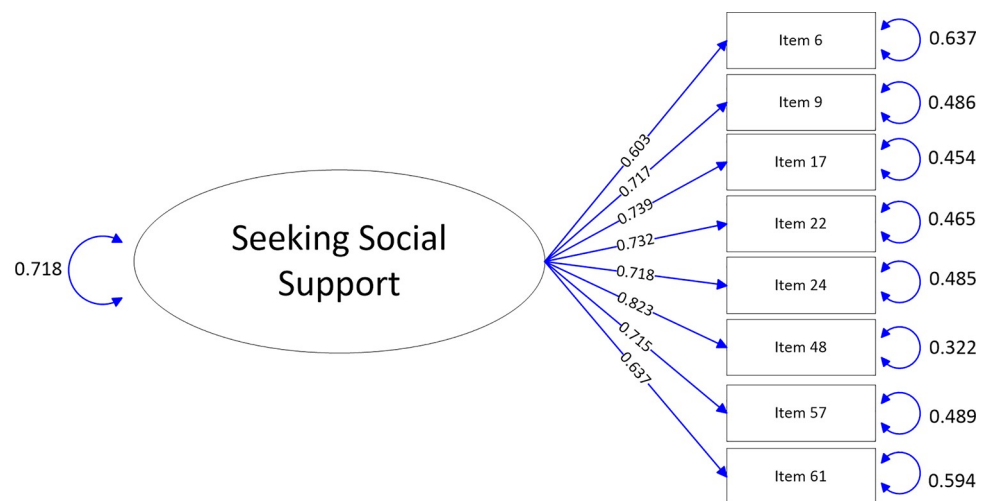 Item 6
0.637
Item 9
0.486
0.603
Item 17
0.454
0.717
0.739
Item 22
0.465
Seeking Social
Support
0.732
0.718
0.718
Item 24
0.485
0.823
0.715
Item 48
0.322
0.637
Item 57
0.489
Item 61
0.594